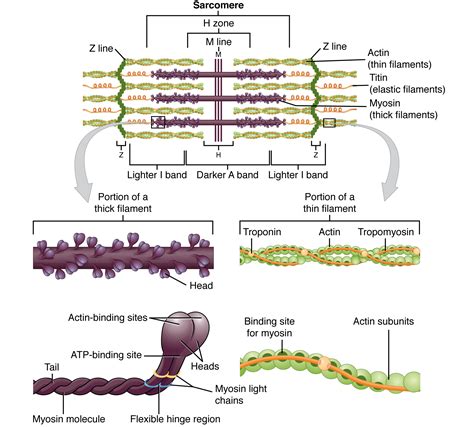 Sarcomere
H zone
M line
Z line
Z line
M
Actin
(thin filaments)
Titin
(elastic filaments)
Myosin
(thick filaments)
Z
H
Z
Lighter I band
Darker A band
Lighter I band
Portion of a
thick filament
Portion of a
thin filament
Troponin
Actin
Tropomyosin
Head
Actin-binding sites
ATP-binding site
Heads
Tail
Myosin light
chains
Myosin molecule
Flexible hinge region
Binding site
for myosin
Actin subunits